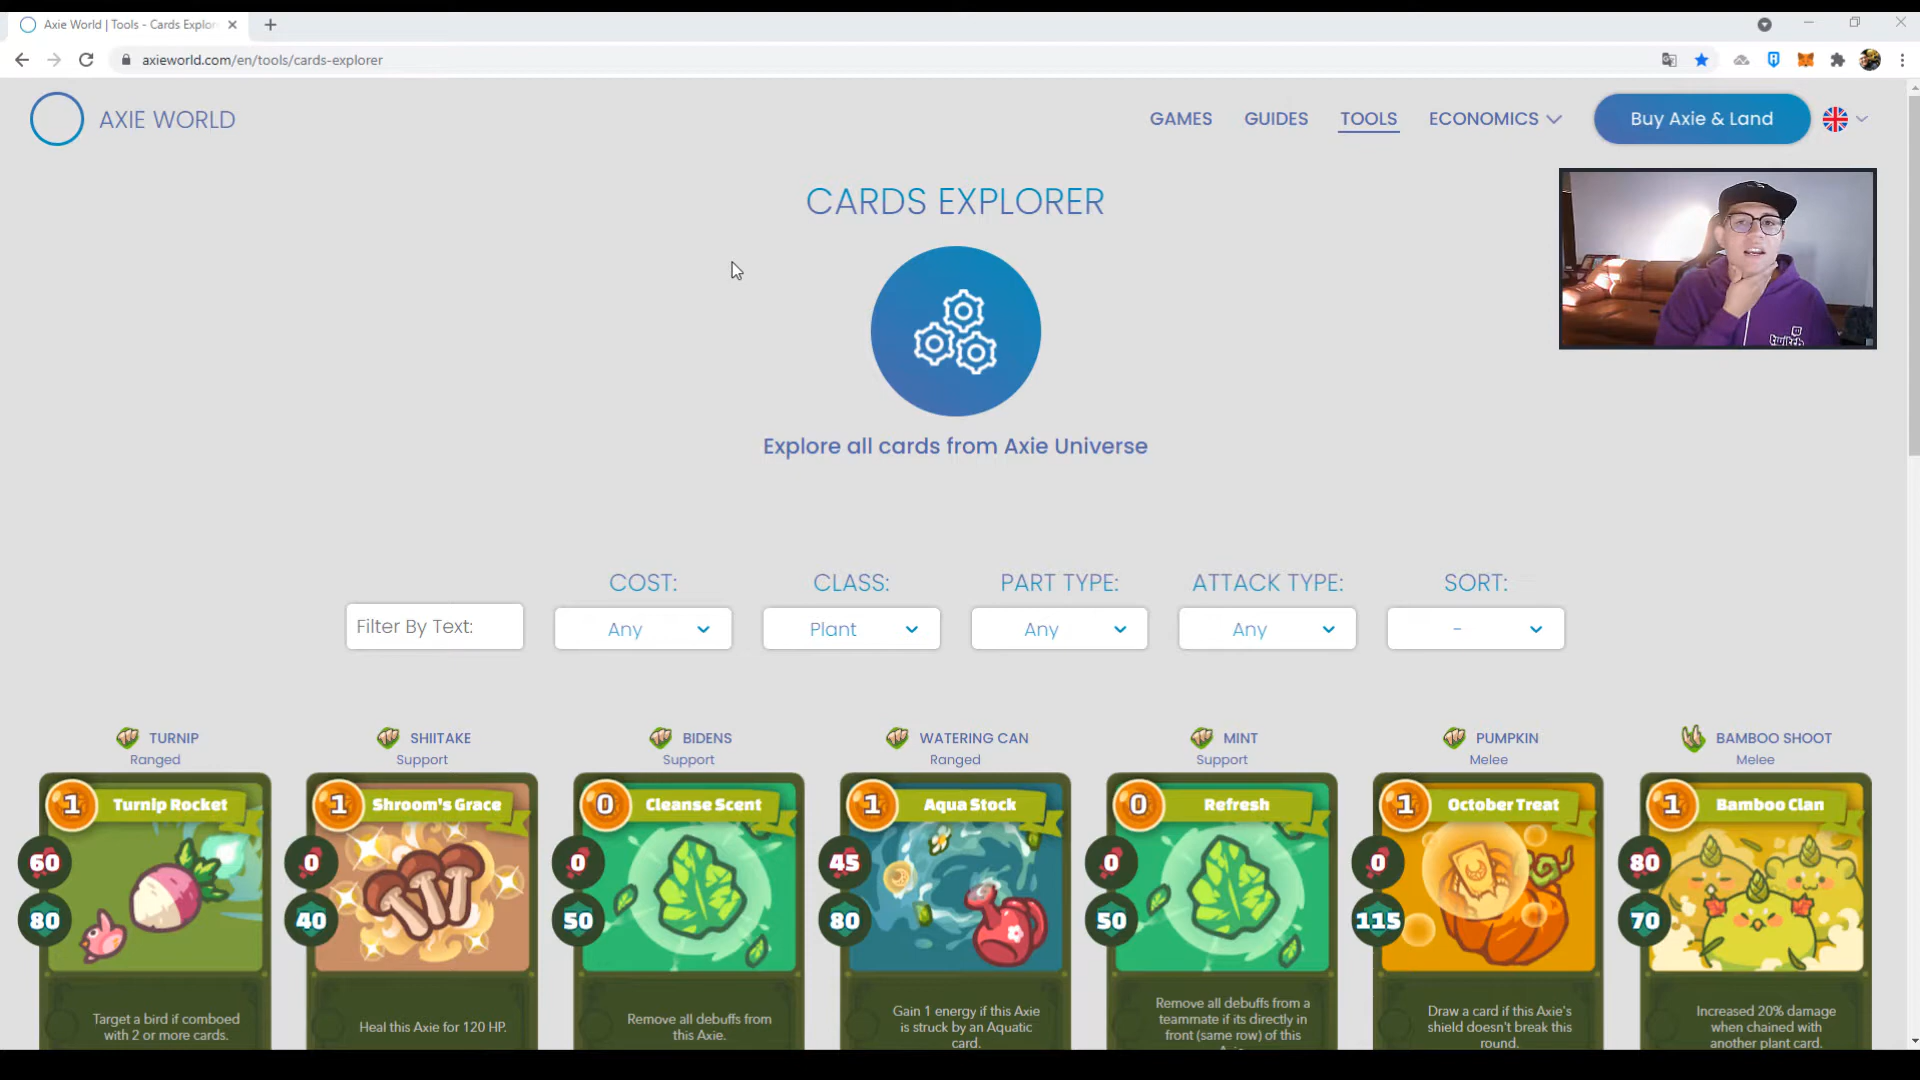 Axie World | Tools - Cards Explor
axieworld.com/en/tools/cards-explorer
AXIE WORLD
GAMES GUIDES TOOLS ECONOMICS Buy Axie & Land
CARDS EXPLORER
twitch
Explore all cards from Axie Universe
COST: CLASS: PART TYPE: ATTACK TYPE: SORT:
Filter By Text: Any Plant Any Any -
TURNIP SHIITAKE BIDENS WATERING CAN MINT PUMPKIN BAMBOO SHOOT
Ranged Support Support Ranged Support Melee Melee
1 Turnip Rocket 1 Shroom's Grace 0 Cleanse Scent 1 Aqua Stock 0 Refresh 1 October Treat 1 Bamboo Clan
60 0 0 45 0 0 80
80 40 50 80 50 115 70
Target a bird if comboed
with 2 or more cards.
Heal this Axie for 120 HP.
Remove all debuffs from
this Axie.
Gain 1 energy if this Axie
is struck by an Aquatic
card.
Remove all debuffs from a
teammate if its directly in
front (same row) of this
Draw a card if this Axie's
shield doesn't break this
round.
Increased 20% damage
when chained with
another plant card.